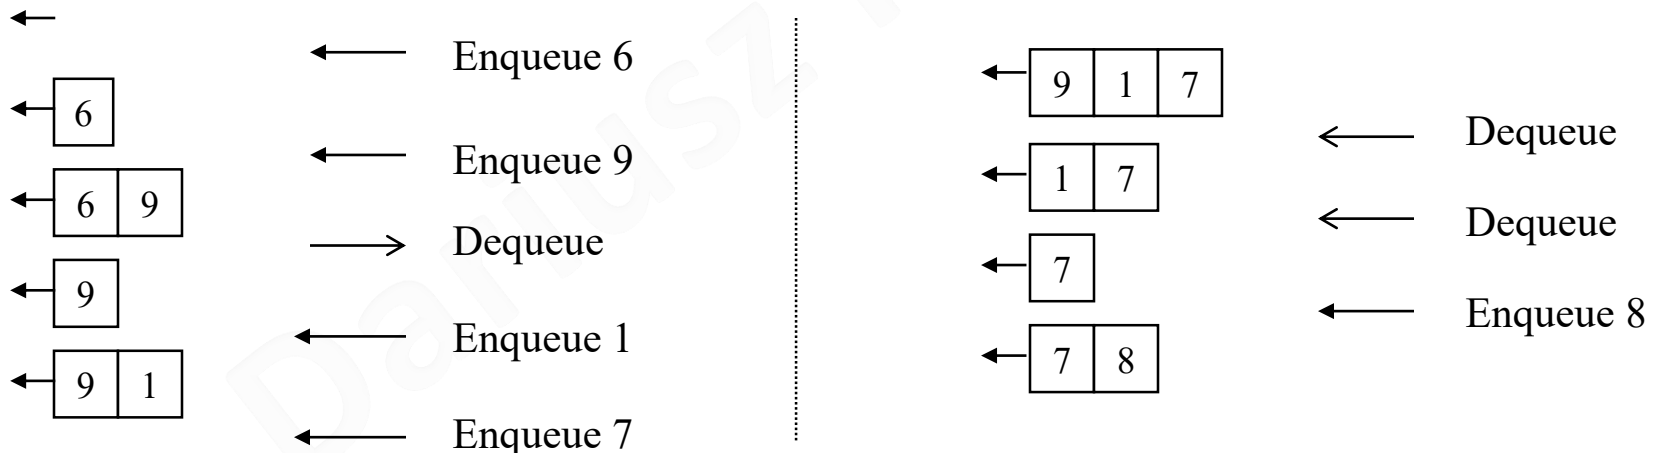 Enqueue 6
6
Enqueue 9
6 9
Dequeue
9
Enqueue 1
9 1
Enqueue 7
9 1 7
Dequeue
1 7
Dequeue
7
Enqueue 8
7 8
Dariusz